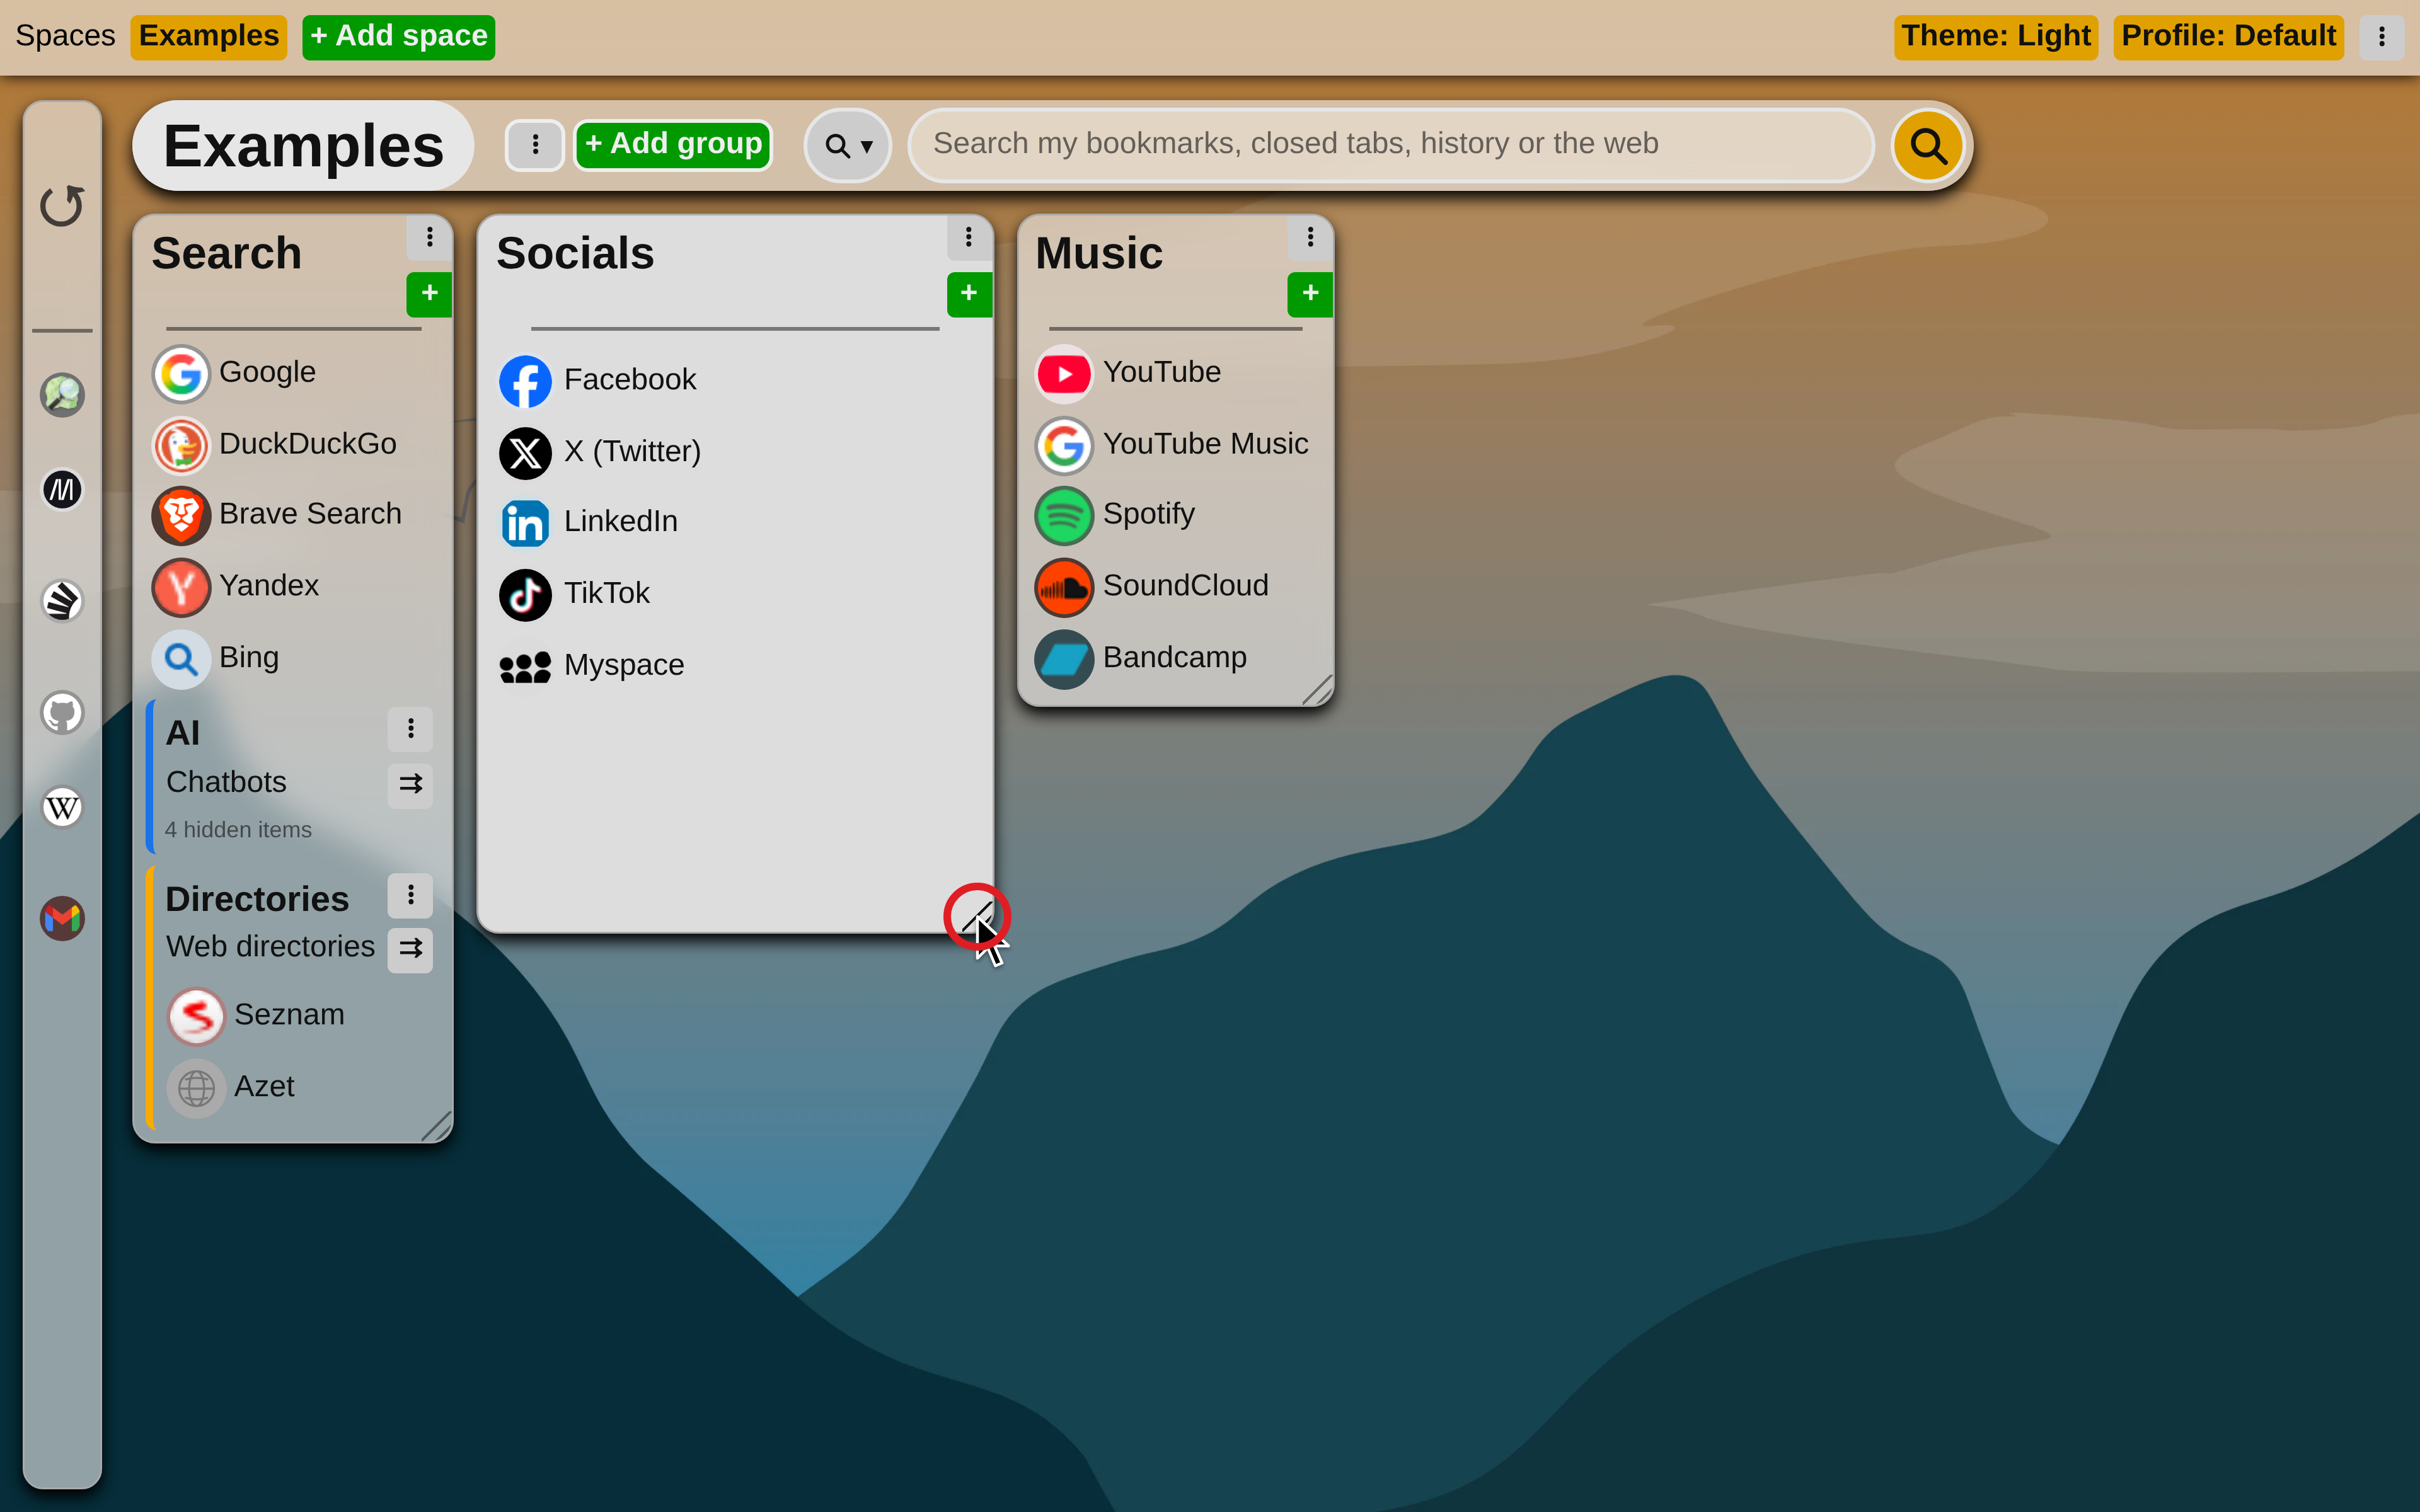 Spaces Examples + Add space Theme: Light Profile: Default
Examples + Add group Search my bookmarks, closed tabs, history or the web
Search
+
Google
DuckDuckGo
Brave Search
Yandex
Bing
AI
Chatbots
4 hidden items
Directories
Web directories
Seznam
Azet
Socials
+
Facebook
X (Twitter)
LinkedIn
TikTok
Myspace
Music
+
YouTube
YouTube Music
Spotify
SoundCloud
Bandcamp